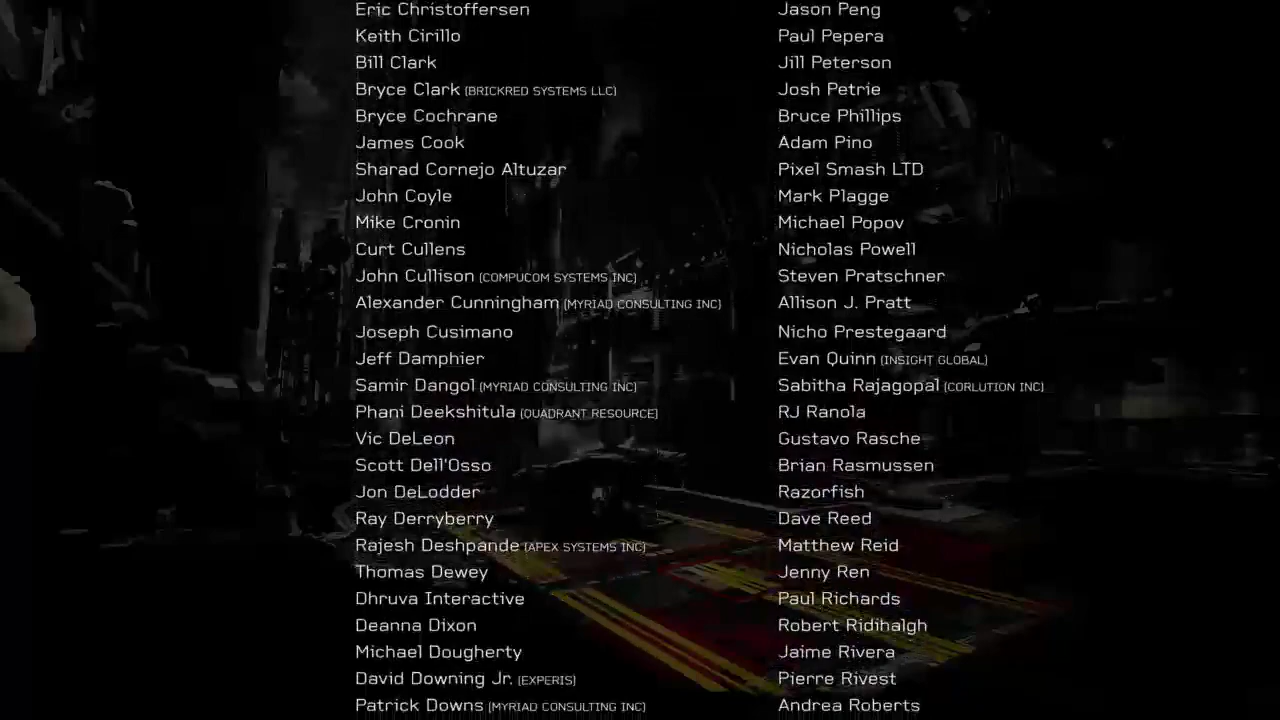 Eric Christoffersen
Keith Cirillo
Bill Clark
Bryce Clark (BRICKRED SYSTEMS LLC)
Bryce Cochrane
James Cook
Sharad Cornejo Altuzar
John Coyle
Mike Cronin
Curt Cullens
John Cullison (COMPUCOM SYSTEMS INC)
Alexander Cunningham (MYRIAD CONSULTING INC)
Joseph Cusimano
Jeff Damphier
Samir Dangol (MYRIAD CONSULTING INC)
Phani Deekshitula (QUADRANT RESOURCE)
Vic DeLeon
Scott Dell'Osso
Jon DeLodder
Ray Derryberry
Rajesh Deshpande (APEX SYSTEMS INC)
Thomas Dewey
Dhruva Interactive
Deanna Dixon
Michael Dougherty
David Downing Jr. (EXPERIS)
Patrick Downs (MYRIAD CONSULTING INC)
Jason Peng
Paul Pepera
Jill Peterson
Josh Petrie
Bruce Phillips
Adam Pino
Pixel Smash LTD
Mark Plagge
Michael Popov
Nicholas Powell
Steven Pratschner
Allison J. Pratt
Nicho Prestegaard
Evan Quinn (INSIGHT GLOBAL)
Sabitha Rajagopal (CORLUTION INC)
RJ Ranola
Gustavo Rasche
Brian Rasmussen
Razorfish
Dave Reed
Matthew Reid
Jenny Ren
Paul Richards
Robert Ridihalgh
Jaime Rivera
Pierre Rivest
Andrea Roberts